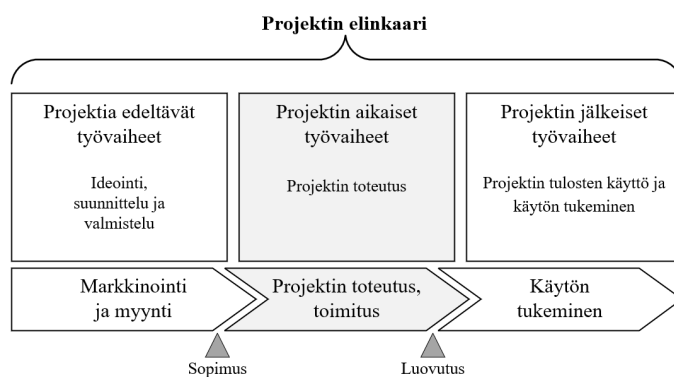 Projektin elinkaari
Projektia edeltävät
työvaiheet
Ideointi,
suunnittelu ja
valmistelu
Projektin aikaiset
työvaiheet
Projektin toteutus
Projektin jälkeiset
työvaiheet
Projektin tulosten käyttö ja
käytön tukeminen
Markkinointi
ja myynti
Projektin toteutus,
toimitus
Käytön
tukeminen
Sopimus
Luovutus